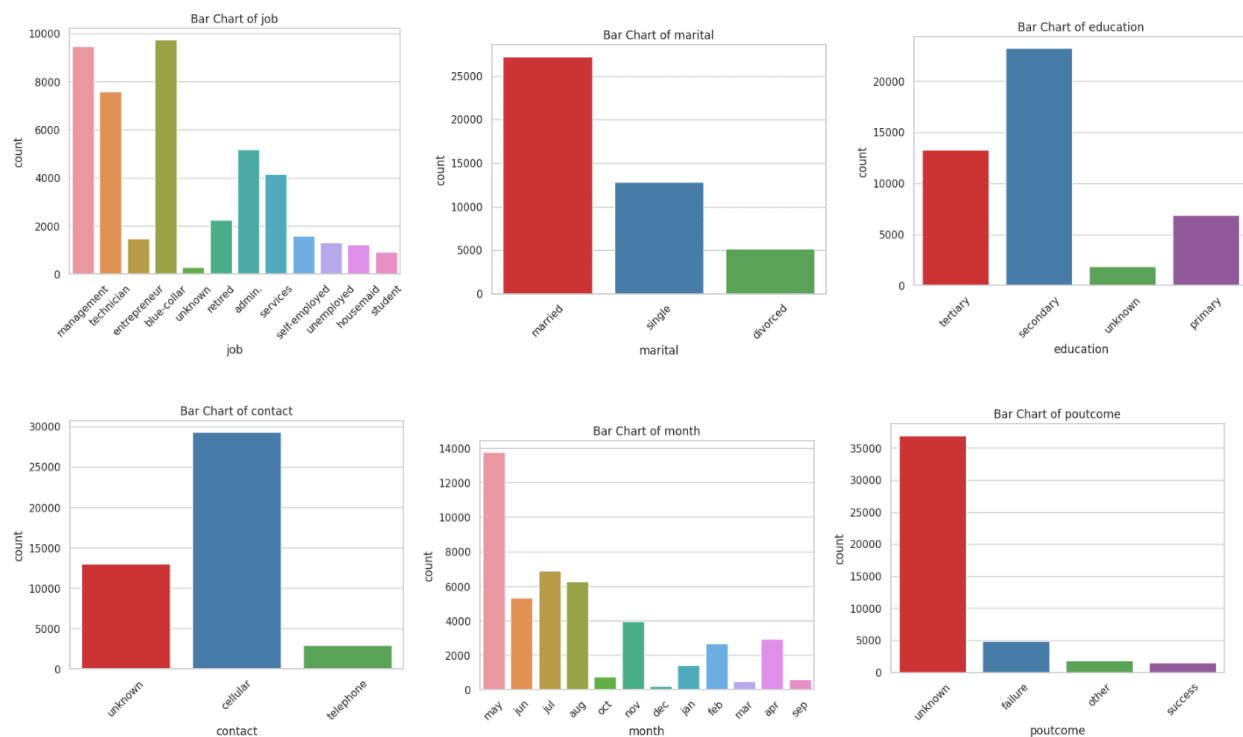 Bar Chart of job
10000
8000
6000
4000
2000
0
count
management
technician
entrepreneur
blue-collar
unknown
retired
admin.
services
self-employed
unemployed
housemaid
student
job
Bar Chart of marital
25000
20000
15000
10000
5000
0
count
married
single
divorced
marital
Bar Chart of education
20000
15000
10000
5000
0
count
tertiary
secondary
unknown
primary
education
Bar Chart of contact
30000
25000
20000
15000
10000
5000
0
count
unknown
cellular
telephone
contact
Bar Chart of month
14000
12000
10000
8000
6000
4000
2000
0
count
may
jun
jul
aug
oct
nov
dec
jan
feb
mar
apr
sep
month
Bar Chart of poutcome
35000
30000
25000
20000
15000
10000
5000
0
count
unknown
failure
other
success
poutcome